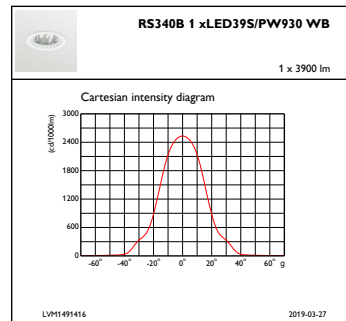 RS340B 1 xLED39S/PW930 WB
1 x 3900 lm
Cartesian intensity diagram
(cd/1000lm)
3000
2400
1800
1200
600
0
-60° -40° -20° 0° 20° 40° 60° g
LVM1491416 2019-03-27